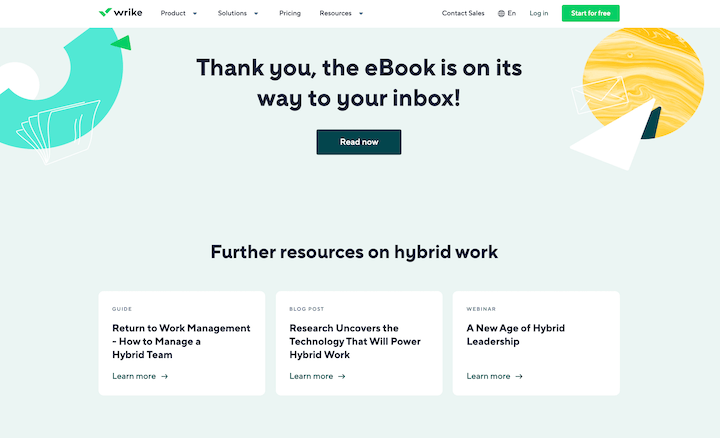 wrike Product Solutions Pricing Resources Contact Sales En Log in Start for free
Thank you, the eBook is on its
way to your inbox!
Read now
Further resources on hybrid work
GUIDE
Return to Work Management
- How to Manage a
Hybrid Team
Learn more →
BLOG POST
Research Uncovers the
Technology That Will Power
Hybrid Work
Learn more →
WEBINAR
A New Age of Hybrid
Leadership
Learn more →